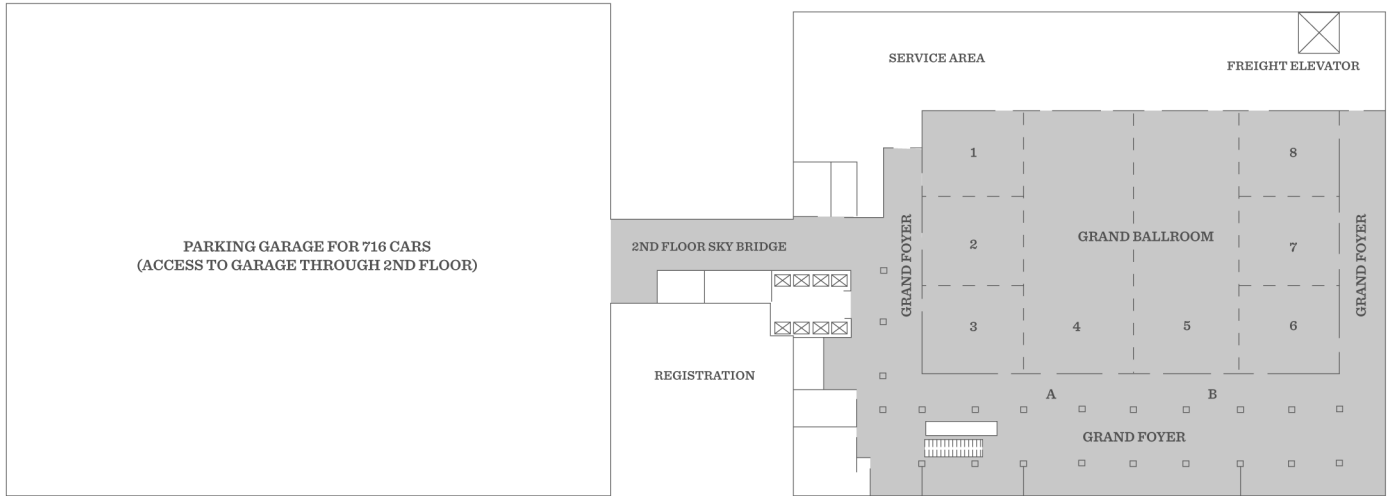 SERVICE AREA
FREIGHT ELEVATOR
1
8
PARKING GARAGE FOR 716 CARS
(ACCESS TO GARAGE THROUGH 2ND FLOOR)
2ND FLOOR SKY BRIDGE
GRAND FOYER
2
GRAND BALLROOM
7
GRAND FOYER
3
4
5
6
REGISTRATION
A
B
GRAND FOYER